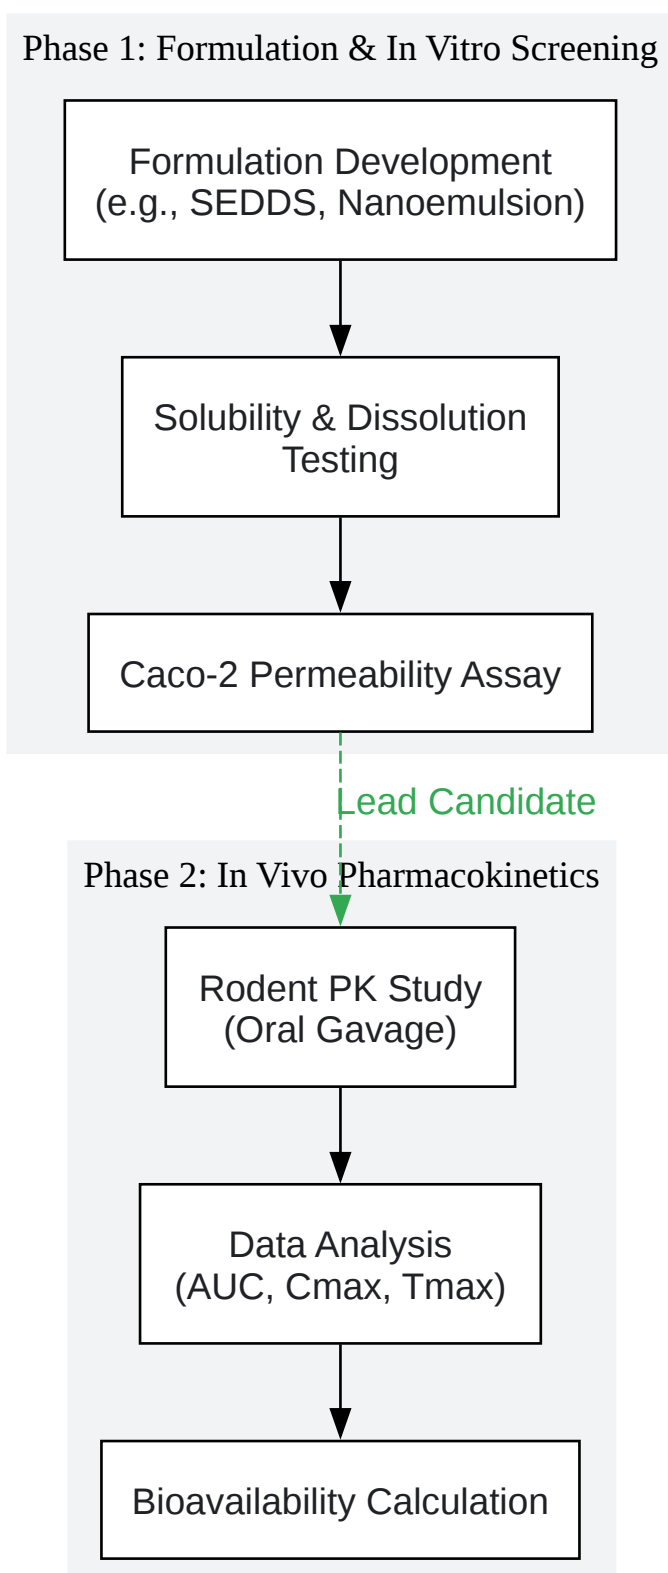 Phase 1: Formulation & In Vitro Screening
Formulation Development
(e.g., SEDDS, Nanoemulsion)
Solubility & Dissolution
Testing
Caco-2 Permeability Assay
Lead Candidate
Phase 2: In Vivo Pharmacokinetics
Rodent PK Study
(Oral Gavage)
Data Analysis
(AUC, Cmax, Tmax)
Bioavailability Calculation